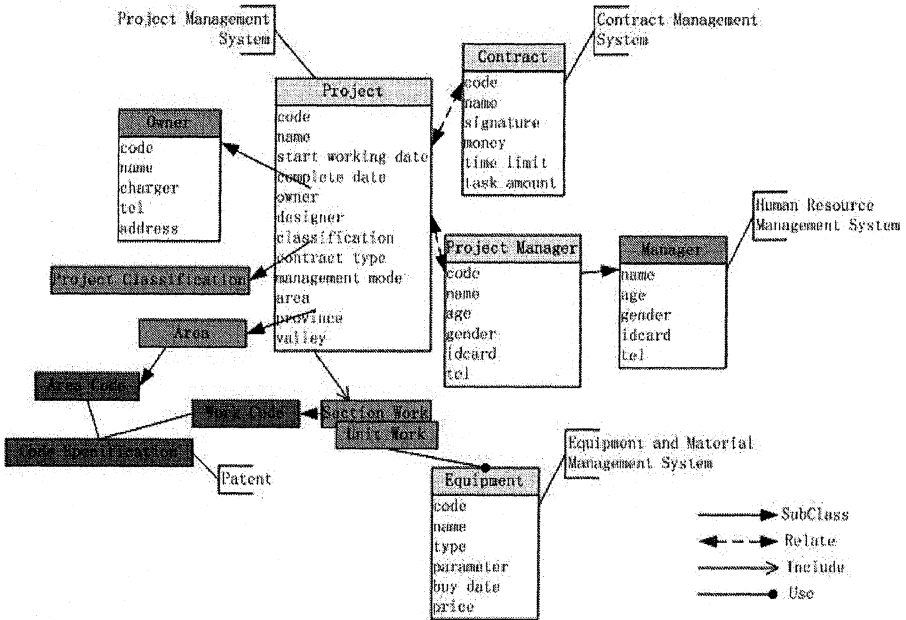 Project Management
System
Contract Management
System
Contract
code
name
signature
money
time limit
task amount
Project
code
name
start working date
complete date
owner
designer
classification
contract type
management mode
area
province
valley
Owner
code
name
charger
tel
address
Human Resource
Management System
Project Manager
code
name
age
gender
idcard
tel
Manager
name
age
gender
idcard
tel
Project Classification
Area
Area Code
Work Code
Section Work
Unit Work
Code Specification
Patent
Equipment and Material
Management System
Equipment
code
name
type
parameter
buy date
price
SubClass
Relate
Include
Use